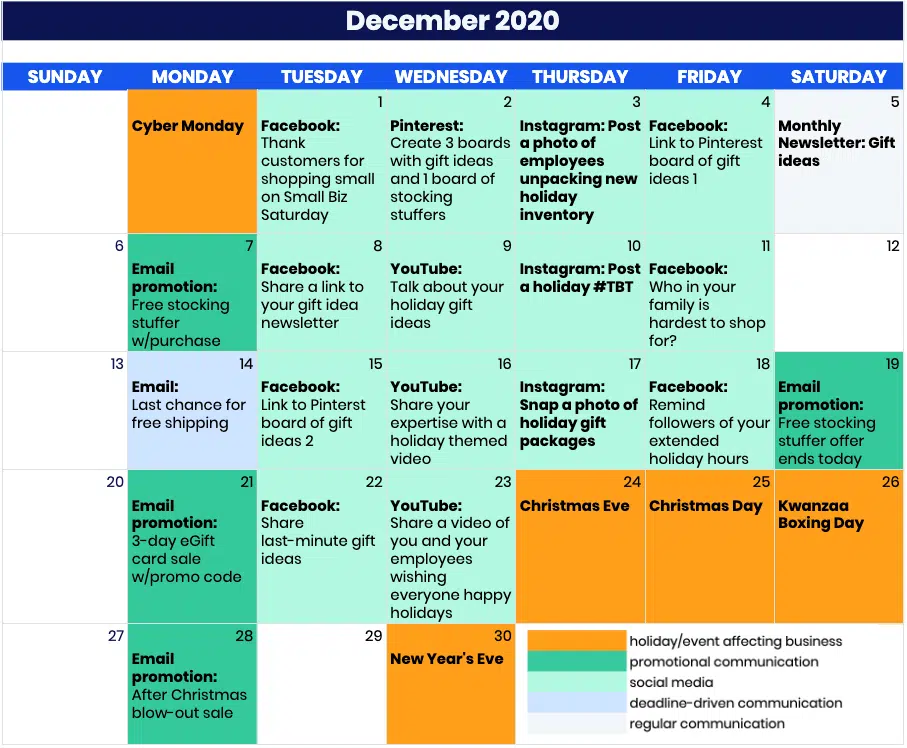 December 2020
SUNDAY MONDAY TUESDAY WEDNESDAY THURSDAY FRIDAY SATURDAY
Cyber Monday
1
Facebook:
Thank
customers for
shopping small
on Small Biz
Saturday
2
Pinterest:
Create 3 boards
with gift ideas
and 1 board of
stocking
stuffers
3
Instagram: Post
a photo of
employees
unpacking new
holiday
inventory
4
Facebook:
Link to Pinterest
board of gift
ideas 1
5
Monthly
Newsletter: Gift
ideas
6
7
Email
promotion:
Free stocking
stuffer
w/purchase
8
Facebook:
Share a link to
your gift idea
newsletter
9
YouTube:
Talk about your
holiday gift
ideas
10
Instagram: Post
a holiday #TBT
11
Facebook:
Who in your
family is
hardest to shop
for?
12
13
14
Email:
Last chance for
free shipping
15
Facebook:
Link to Pinterst
board of gift
ideas 2
16
YouTube:
Share your
expertise with a
holiday themed
video
17
Instagram:
Snap a photo of
holiday gift
packages
18
Facebook:
Remind
followers of your
extended
holiday hours
19
Email
promotion:
Free stocking
stuffer offer
ends today
20
21
Email
promotion:
3-day eGift
card sale
w/promo code
22
Facebook:
Share
last-minute gift
ideas
23
YouTube:
Share a video of
you and your
employees
wishing
everyone happy
holidays
24
Christmas Eve
25
Christmas Day
26
Kwanzaa
Boxing Day
27
28
Email
promotion:
After Christmas
blow-out sale
29
30
New Year's Eve
holiday/event affecting business
promotional communication
social media
deadline-driven communication
regular communication